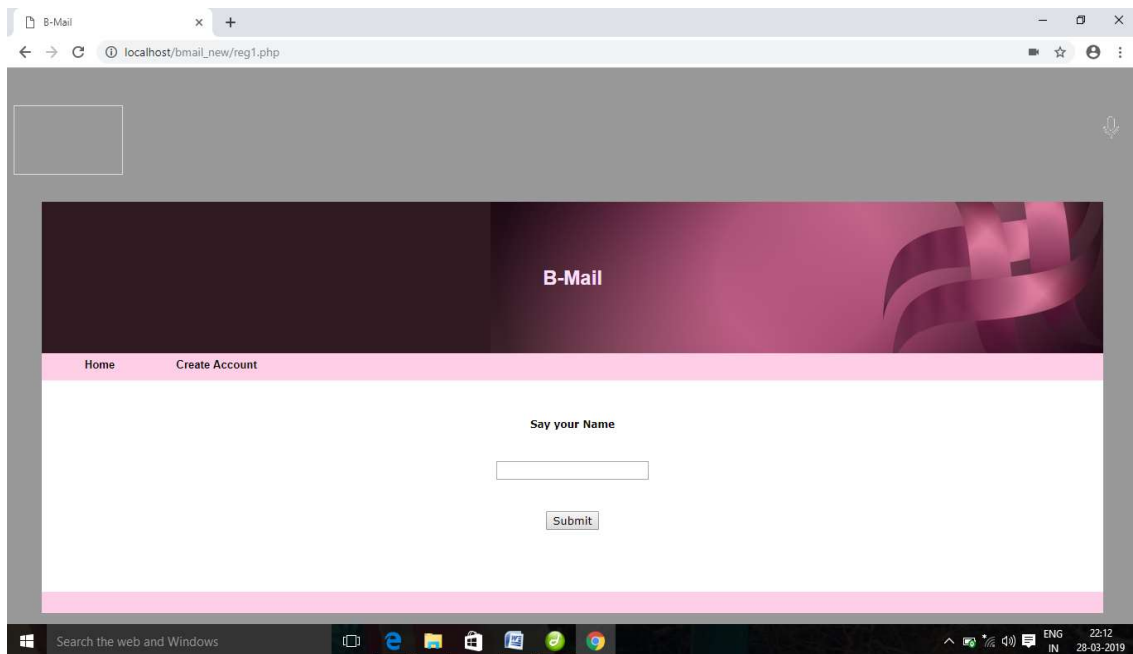 B-Mail
localhost/bmail_new/reg1.php
B-Mail
Home Create Account
Say your Name
Submit
Search the web and Windows
ENG 22:12
IN 28-03-2019